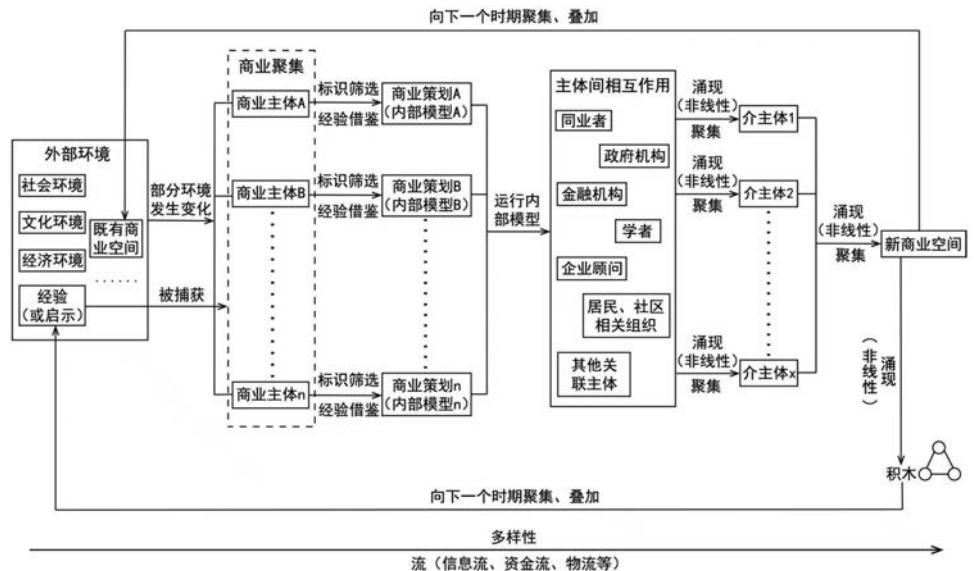 向下一个时期聚集、叠加
外部环境
社会环境
文化环境
既有商
业空间
经济环境
……
经验
(或启示)
部分环境
发生变化
被捕获
商业聚集
商业主体A
商业主体B
商业主体n
标识筛选
经验借鉴
标识筛选
经验借鉴
标识筛选
经验借鉴
商业策划A
(内部模型A)
商业策划B
(内部模型B)
商业策划n
(内部模型n)
运行内
部模型
主体间相互作用
同业者
政府机构
金融机构
学者
企业顾问
居民、社区
相关组织
其他关
联主体
涌现
(非线性)
聚集
涌现
(非线性)
聚集
涌现
(非线性)
聚集
介主体1
介主体2
介主体x
涌现
(非线性)
聚集
新商业空间
涌现
(非线性)
积木
向下一个时期聚集、叠加
多样性
流(信息流、资金流、物流等)